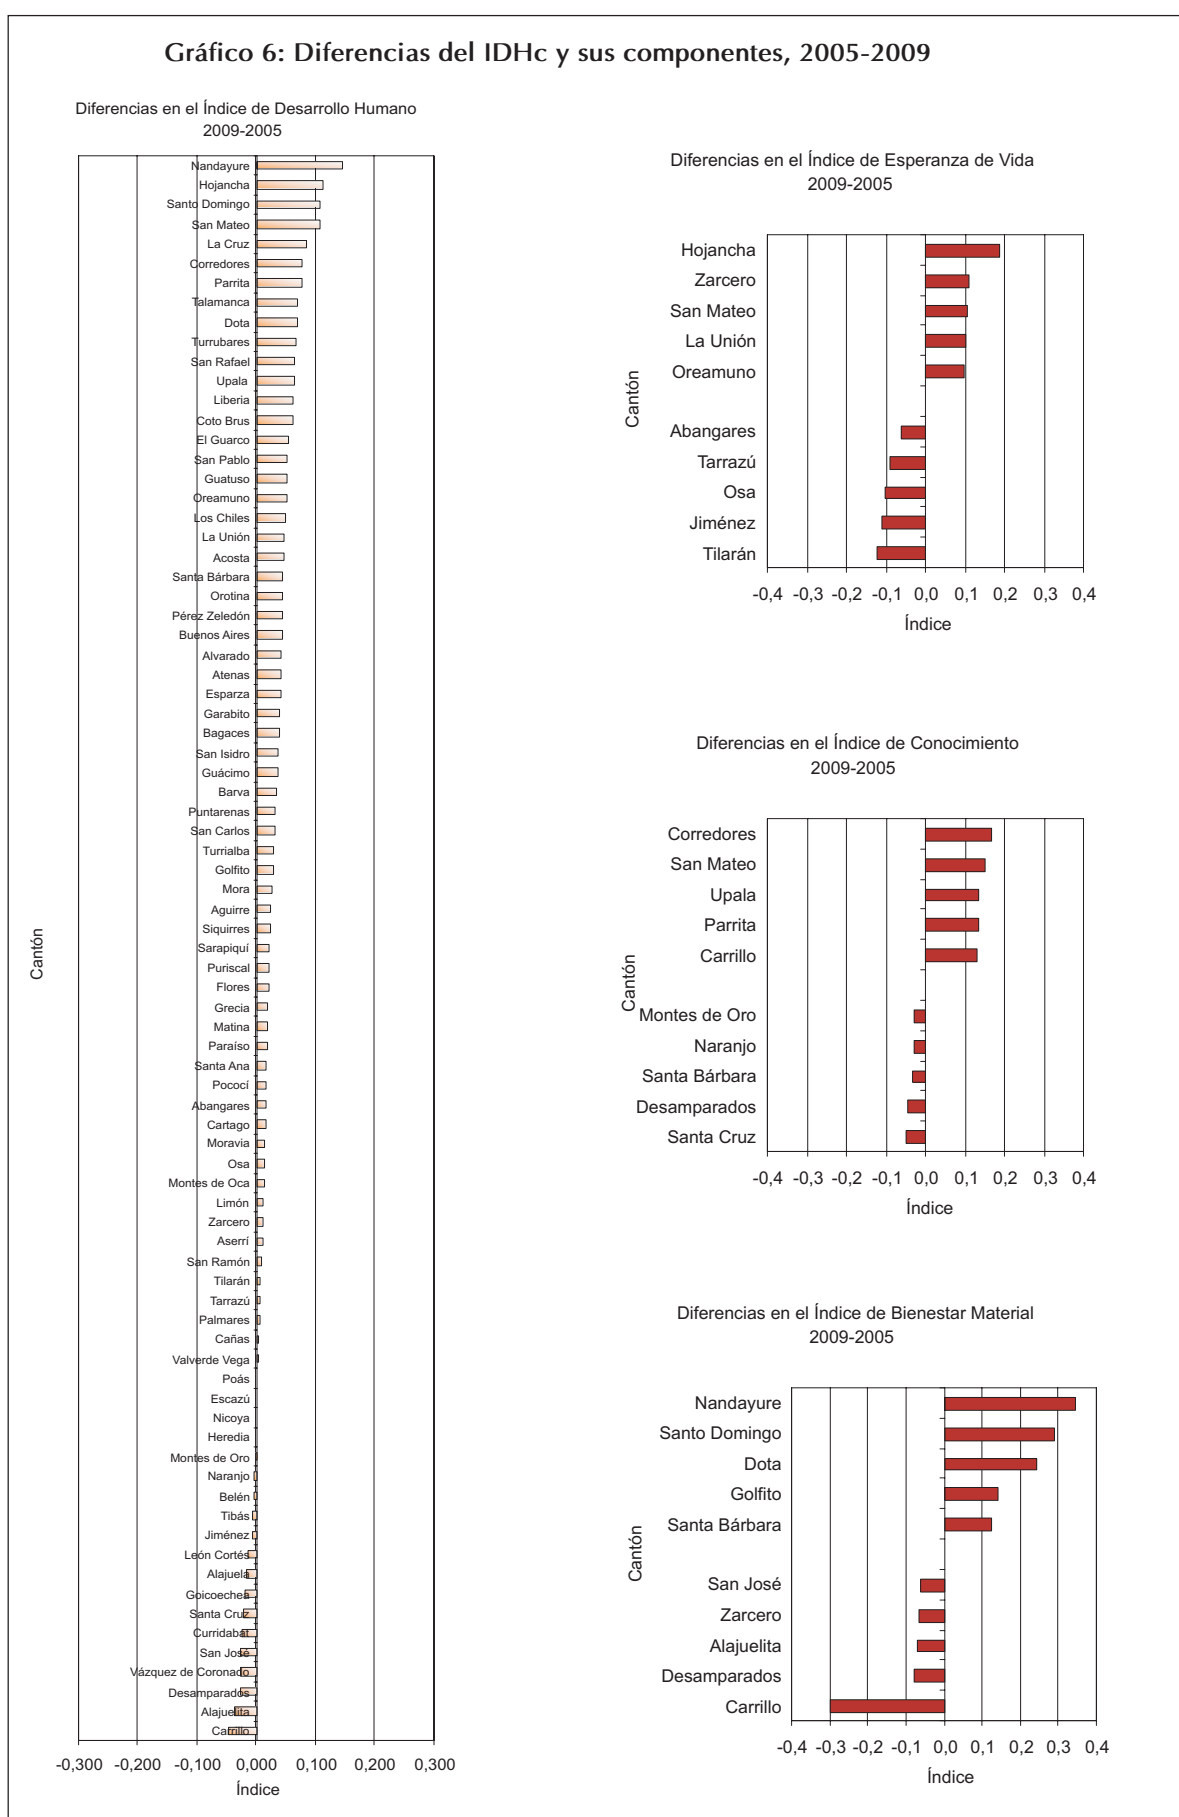 Gráfico 6: Diferencias del IDHc y sus componentes, 2005-2009
Diferencias en el Índice de Desarrollo Humano
2009-2005
Nandayure
Hojancha
Santo Domingo
San Mateo
La Cruz
Corredores
Parrita
Talamanca
Dota
Turrubares
San Rafael
Upala
Liberia
Coto Brus
El Guarco
San Pablo
Guatuso
Oreamuno
Los Chiles
La Unión
Acosta
Santa Bárbara
Orotina
Pérez Zeledón
Buenos Aires
Alvarado
Atenas
Esparza
Garabito
Bagaces
San Isidro
Guácimo
Barva
Puntarenas
San Carlos
Turrialba
Golfito
Mora
Aguirre
Siquirres
Sarapiquí
Puriscal
Flores
Grecia
Matina
Paraíso
Santa Ana
Pococí
Abangares
Cartago
Moravia
Osa
Montes de Oca
Limón
Zarcero
Aserrí
San Ramón
Tilarán
Tarrazú
Palmares
Cañas
Valverde Vega
Poás
Escazú
Nicoya
Heredia
Montes de Oro
Naranjo
Belén
Tibás
Jiménez
León Cortés
Alajuela
Goicoechea
Santa Cruz
Curridabat
San José
Vázquez de Coronado
Desamparados
Alajuelita
Carrillo
Cantón
-0,300 -0,200 -0,100 0,000 0,100 0,200 0,300
Índice
Diferencias en el Índice de Esperanza de Vida
2009-2005
Hojancha
Zarcero
San Mateo
La Unión
Oreamuno
Abangares
Tarrazú
Osa
Jiménez
Tilarán
Cantón
-0,4 -0,3 -0,2 -0,1 0,0 0,1 0,2 0,3 0,4
Índice
Diferencias en el Índice de Conocimiento
2009-2005
Corredores
San Mateo
Upala
Parrita
Carrillo
Montes de Oro
Naranjo
Santa Bárbara
Desamparados
Santa Cruz
Cantón
-0,4 -0,3 -0,2 -0,1 0,0 0,1 0,2 0,3 0,4
Índice
Diferencias en el Índice de Bienestar Material
2009-2005
Nandayure
Santo Domingo
Dota
Golfito
Santa Bárbara
San José
Zarcero
Alajuelita
Desamparados
Carrillo
Cantón
-0,4 -0,3 -0,2 -0,1 0,0 0,1 0,2 0,3 0,4
Índice